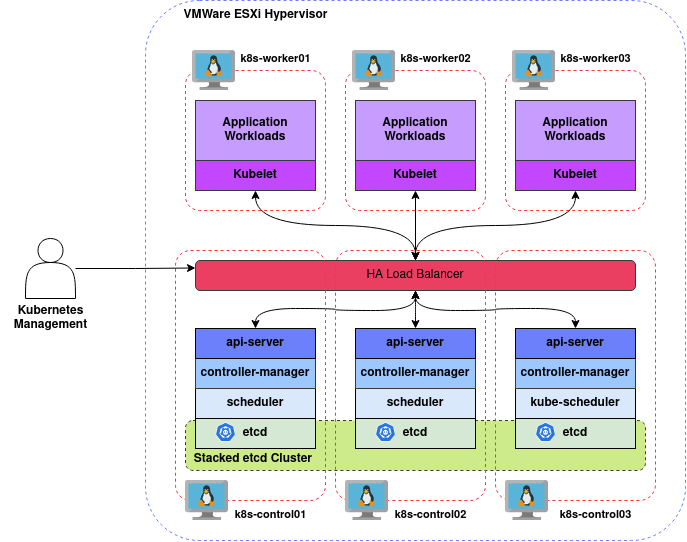 VMWare ESXi Hypervisor
k8s-worker01
k8s-worker02
k8s-worker03
Application
Workloads
Application
Workloads
Application
Workloads
Kubelet
Kubelet
Kubelet
HA Load Balancer
Kubernetes
Management
api-server
api-server
api-server
controller-manager
controller-manager
controller-manager
scheduler
scheduler
kube-scheduler
etcd
etcd
etcd
Stacked etcd Cluster
k8s-control01
k8s-control02
k8s-control03